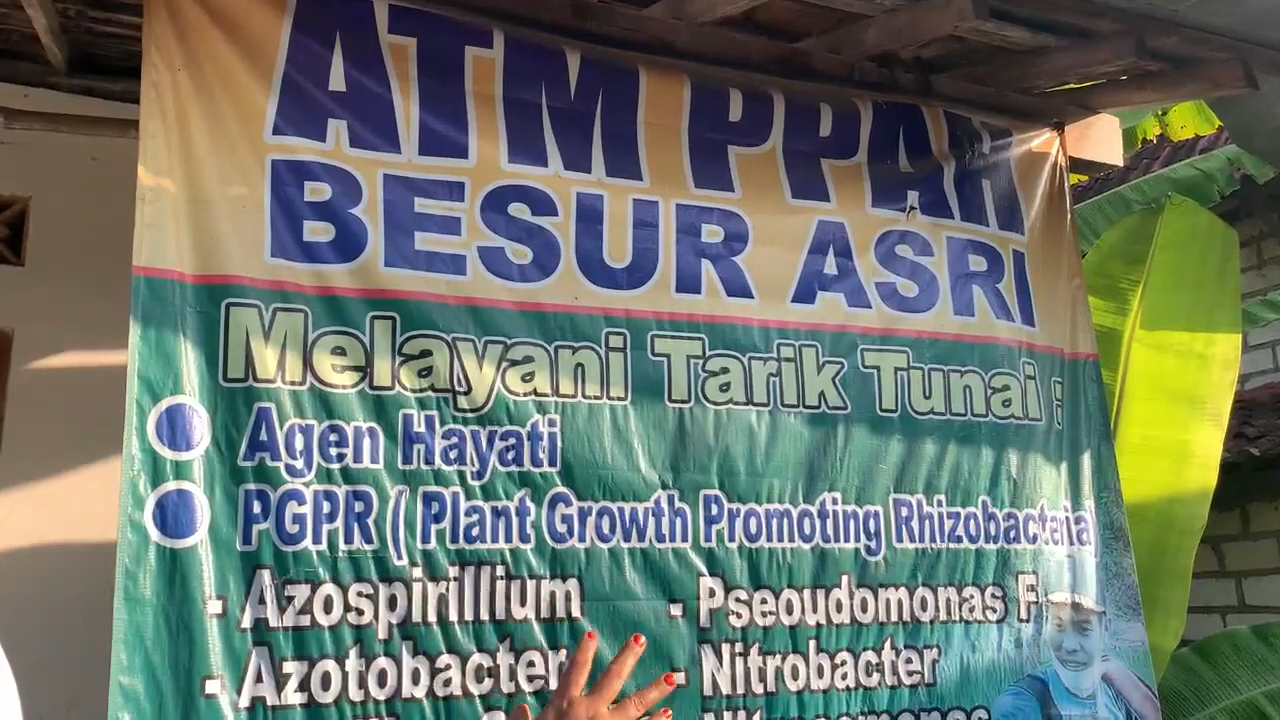 ATM PPAH
BESUR ASRI
Melayani Tarik Tunai :
Agen Hayati
PGPR ( Plant Growth Promoting Rhizobacteria)
- Azospirillium
- Pseoudomonas F
- Azotobacter
- Nitrobacter